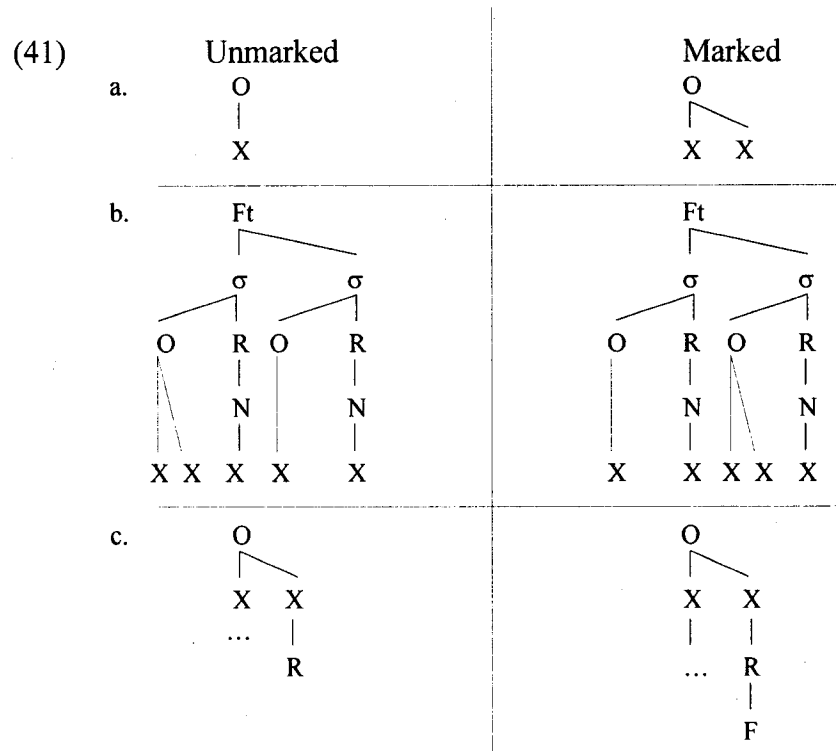 (41) Unmarked Marked
a. O O
X X X
b. Ft Ft
σ σ σ σ
O R O R O R O R
N N N N
X X X X X X X X X X
c. O O
X X X X
... R ... R
F